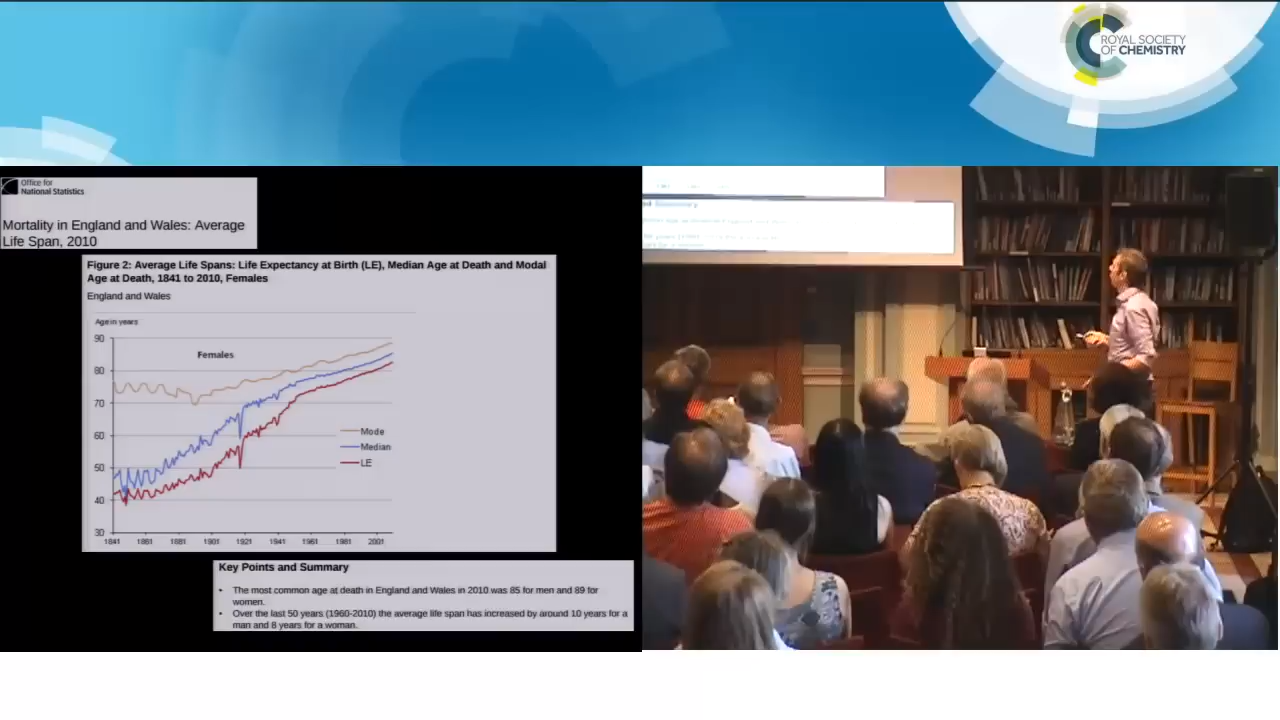 ROYAL SOCIETY
OF CHEMISTRY
Office for
National Statistics
Mortality in England and Wales: Average
Life Span, 2010
Figure 2: Average Life Spans: Life Expectancy at Birth (LE), Median Age at Death and Modal
Age at Death, 1841 to 2010, Females
England and Wales
Age in years
90
Females
80
70
60
50
40
30
Mode
Median
LE
1841 1861 1881 1901 1921 1941 1961 1981 2001
Key Points and Summary
• The most common age at death in England and Wales in 2010 was 85 for men and 89 for
women.
• Over the last 50 years (1960-2010) the average life span has increased by around 10 years for a
man and 8 years for a woman.